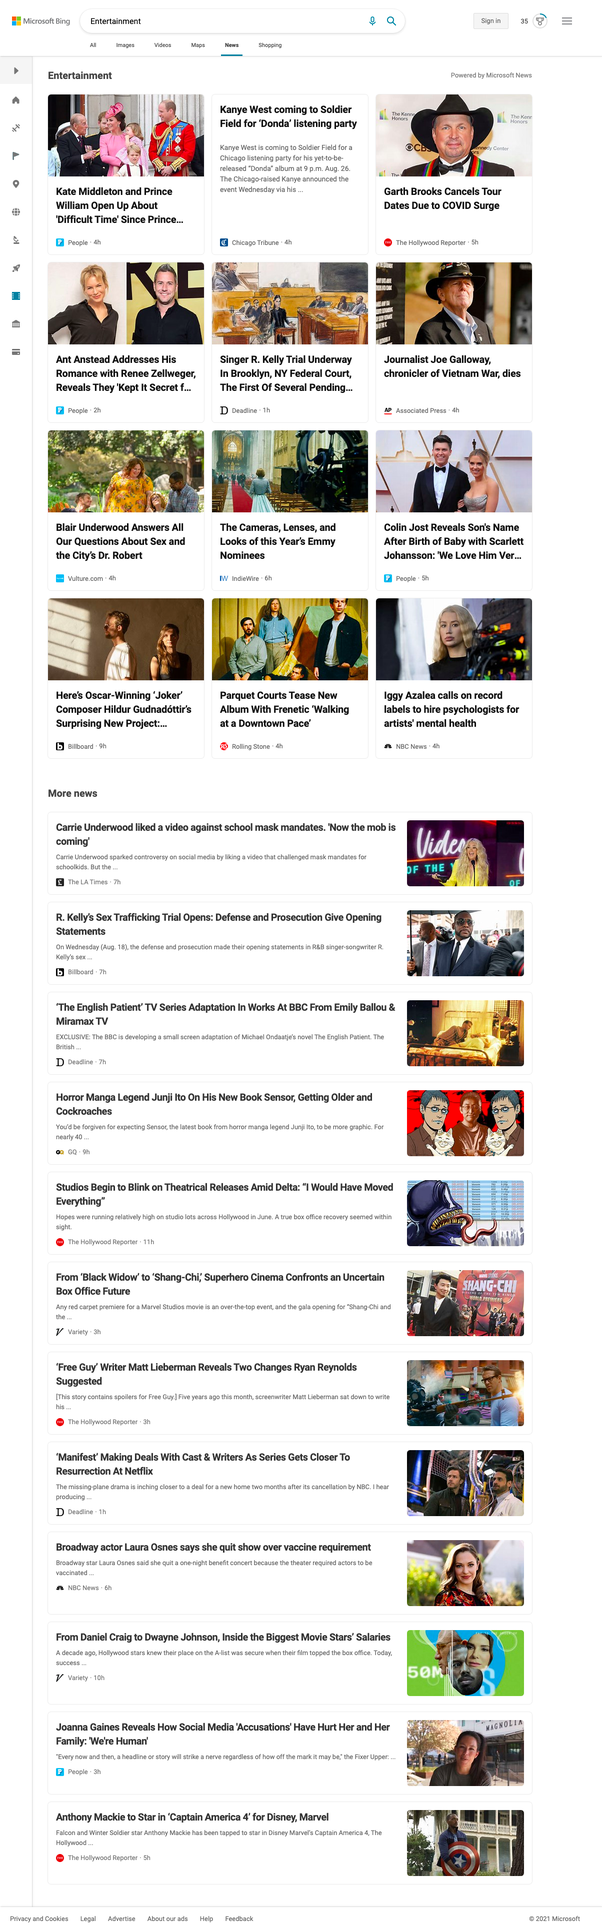 Microsoft Bing
Entertainment
Sign in
35
All Images Videos Maps News Shopping
Entertainment
Powered by Microsoft News
Kate Middleton and Prince
William Open Up About
'Difficult Time' Since Prince...
People · 4h
Kanye West coming to Soldier
Field for ‘Donda’ listening party
Kanye West is coming to Soldier Field for a
Chicago listening party for his yet-to-be-
released “Donda” album at 9 p.m. Aug. 26.
The Chicago-raised Kanye announced the
event Wednesday via his ...
Chicago Tribune · 4h
Garth Brooks Cancels Tour
Dates Due to COVID Surge
The Hollywood Reporter · 5h
Ant Anstead Addresses His
Romance with Renee Zellweger,
Reveals They 'Kept It Secret f...
People · 2h
Singer R. Kelly Trial Underway
In Brooklyn, NY Federal Court,
The First Of Several Pending...
Deadline · 1h
Journalist Joe Galloway,
chronicler of Vietnam War, dies
AP Associated Press · 4h
Blair Underwood Answers All
Our Questions About Sex and
the City’s Dr. Robert
Vulture.com · 4h
The Cameras, Lenses, and
Looks of this Year’s Emmy
Nominees
IW IndieWire · 6h
Colin Jost Reveals Son's Name
After Birth of Baby with Scarlett
Johansson: 'We Love Him Ver...
People · 5h
Here’s Oscar-Winning ‘Joker’
Composer Hildur Gudnadóttir’s
Surprising New Project:...
Billboard · 9h
Parquet Courts Tease New
Album With Frenetic ‘Walking
at a Downtown Pace’
Rolling Stone · 4h
Iggy Azalea calls on record
labels to hire psychologists for
artists' mental health
NBC News · 4h
More news
Carrie Underwood liked a video against school mask mandates. 'Now the mob is
coming'
Carrie Underwood sparked controversy on social media by liking a video that challenged mask mandates for
schoolkids. But the ...
The LA Times · 7h
R. Kelly’s Sex Trafficking Trial Opens: Defense and Prosecution Give Opening
Statements
On Wednesday (Aug. 18), the defense and prosecution made their opening statements in R&B singer-songwriter R.
Kelly’s sex ...
Billboard · 7h
‘The English Patient’ TV Series Adaptation In Works At BBC From Emily Ballou &
Miramax TV
EXCLUSIVE: The BBC is developing a small screen adaptation of Michael Ondaatje’s novel The English Patient. The
British ...
Deadline · 7h
Horror Manga Legend Junji Ito On His New Book Sensor, Getting Older and
Cockroaches
You’d be forgiven for expecting Sensor, the latest book from horror manga legend Junji Ito, to be more graphic. For
nearly 40 ...
GQ · 9h
Studios Begin to Blink on Theatrical Releases Amid Delta: “I Would Have Moved
Everything”
Hopes were running relatively high on studio lots across Hollywood in June. A true box office recovery seemed within
sight.
The Hollywood Reporter · 11h
From ‘Black Widow’ to ‘Shang-Chi,’ Superhero Cinema Confronts an Uncertain
Box Office Future
Any red carpet premiere for a Marvel Studios movie is an over-the-top event, and the gala opening for “Shang-Chi and
the ...
Variety · 3h
SHANG-CHI
‘Free Guy’ Writer Matt Lieberman Reveals Two Changes Ryan Reynolds
Suggested
[This story contains spoilers for Free Guy.] Five years ago this month, screenwriter Matt Lieberman sat down to write
his ...
The Hollywood Reporter · 3h
‘Manifest’ Making Deals With Cast & Writers As Series Gets Closer To
Resurrection At Netflix
The missing-plane drama is inching closer to a deal for a new home two months after its cancellation by NBC. I hear
producing ...
Deadline · 1h
Broadway actor Laura Osnes says she quit show over vaccine requirement
Broadway star Laura Osnes said she quit a one-night benefit concert because the theater required actors to be
vaccinated ...
NBC News · 6h
From Daniel Craig to Dwayne Johnson, Inside the Biggest Movie Stars’ Salaries
A decade ago, Hollywood stars knew their place on the A-list was secure when their film topped the box office. Today,
success ...
Variety · 10h
50M
Joanna Gaines Reveals How Social Media 'Accusations' Have Hurt Her and Her
Family: 'We're Human'
"Every now and then, a headline or story will strike a nerve regardless of how off the mark it may be," the Fixer Upper: ...
People · 3h
MAGNOLIA
Anthony Mackie to Star in ‘Captain America 4’ for Disney, Marvel
Falcon and Winter Soldier star Anthony Mackie has been tapped to star in Disney Marvel’s Captain America 4, The
Hollywood ...
The Hollywood Reporter · 5h
Privacy and Cookies Legal Advertise About our ads Help Feedback
© 2021 Microsoft